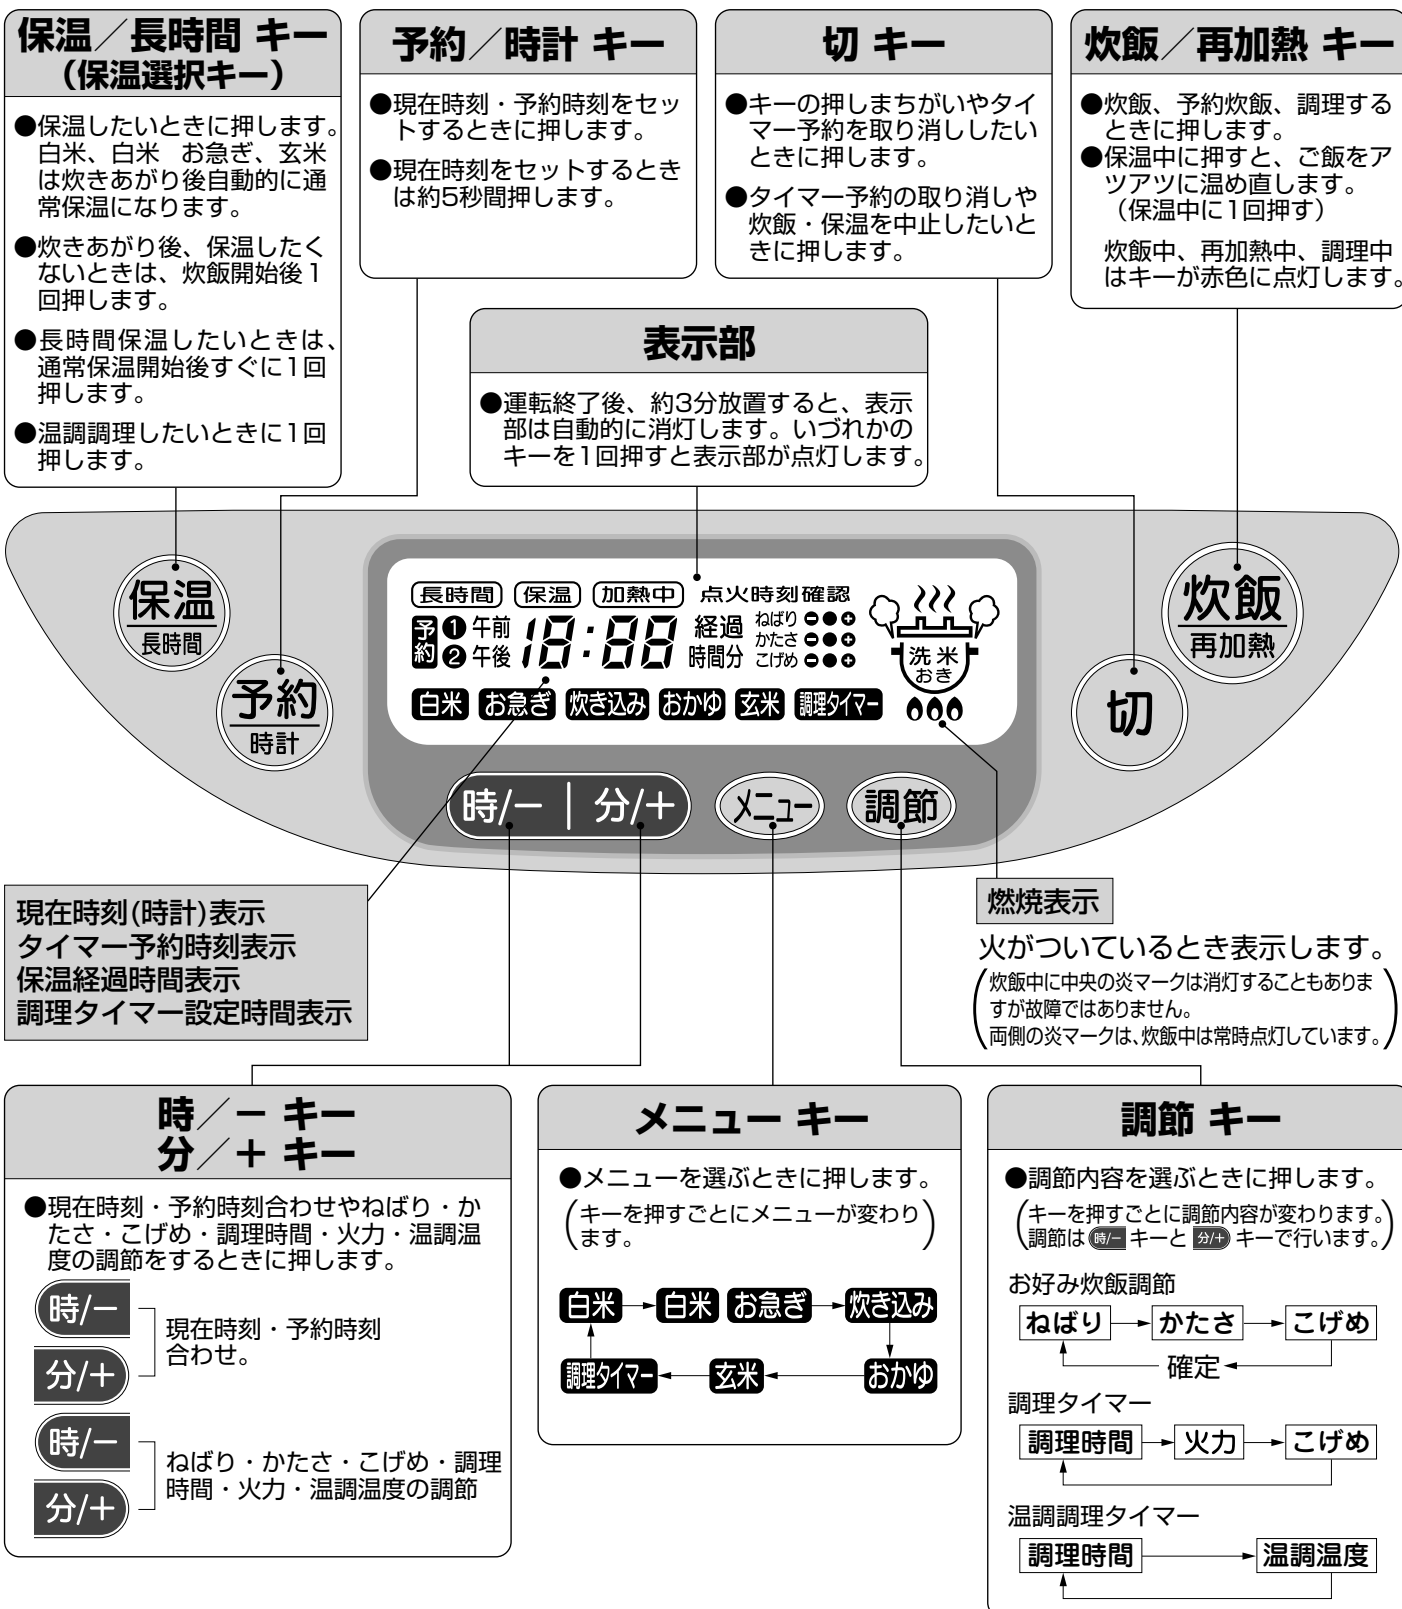 保温／長時間 キー
（保温選択キー）
●保温したいときに押します。
白米、白米　お急ぎ、玄米
は炊きあがり後自動的に通
常保温になります。
●炊きあがり後、保温したく
ないときは、炊飯開始後1
回押します。
●長時間保温したいときは、
通常保温開始後すぐに1回
押します。
●温調調理したいときに1回
押します。
予約／時計 キー
●現在時刻・予約時刻をセッ
トするときに押します。
●現在時刻をセットするとき
は約5秒間押します。
切 キー
●キーの押しまちがいやタイ
マー予約を取り消ししたい
ときに押します。
●タイマー予約の取り消しや
炊飯・保温を中止したいと
きに押します。
炊飯／再加熱 キー
●炊飯、予約炊飯、調理する
ときに押します。
●保温中に押すと、ご飯をア
ツアツに温め直します。
（保温中に1回押す）
炊飯中、再加熱中、調理中
はキーが赤色に点灯します。
表示部
●運転終了後、約3分放置すると、表示
部は自動的に消灯します。いづれかの
キーを1回押すと表示部が点灯します。
保温
長時間
予約
時計
長時間 保温 加熱中 点火時刻確認
予約 ❶ 午前 18:88 経過 ねばり
❷ 午後 時間分 かたさ
こげめ
洗米
おき
白米 お急ぎ 炊き込み おかゆ 玄米 調理タイマー
時/－ | 分/＋ メニュー 調節
切
炊飯
再加熱
現在時刻(時計)表示
タイマー予約時刻表示
保温経過時間表示
調理タイマー設定時間表示
燃焼表示
火がついているとき表示します。
（炊飯中に中央の炎マークは消灯することもありま
すが故障ではありません。
両側の炎マークは、炊飯中は常時点灯しています。）
時／－ キー
分／＋ キー
●現在時刻・予約時刻合わせやねばり・か
たさ・こげめ・調理時間・火力・温調温
度の調節をするときに押します。
時/－
分/＋
現在時刻・予約時刻
合わせ。
時/－
分/＋
ねばり・かたさ・こげめ・調理
時間・火力・温調温度の調節
メニュー キー
●メニューを選ぶときに押します。
（キーを押すごとにメニューが変わり
ます。）
白米 白米 お急ぎ 炊き込み
調理タイマー 玄米 おかゆ
調節 キー
●調節内容を選ぶときに押します。
（キーを押すごとに調節内容が変わります。
調節は 時/－ キーと 分/＋ キーで行います。）
お好み炊飯調節
ねばり かたさ こげめ
確定
調理タイマー
調理時間 火力 こげめ
温調調理タイマー
調理時間 温調温度